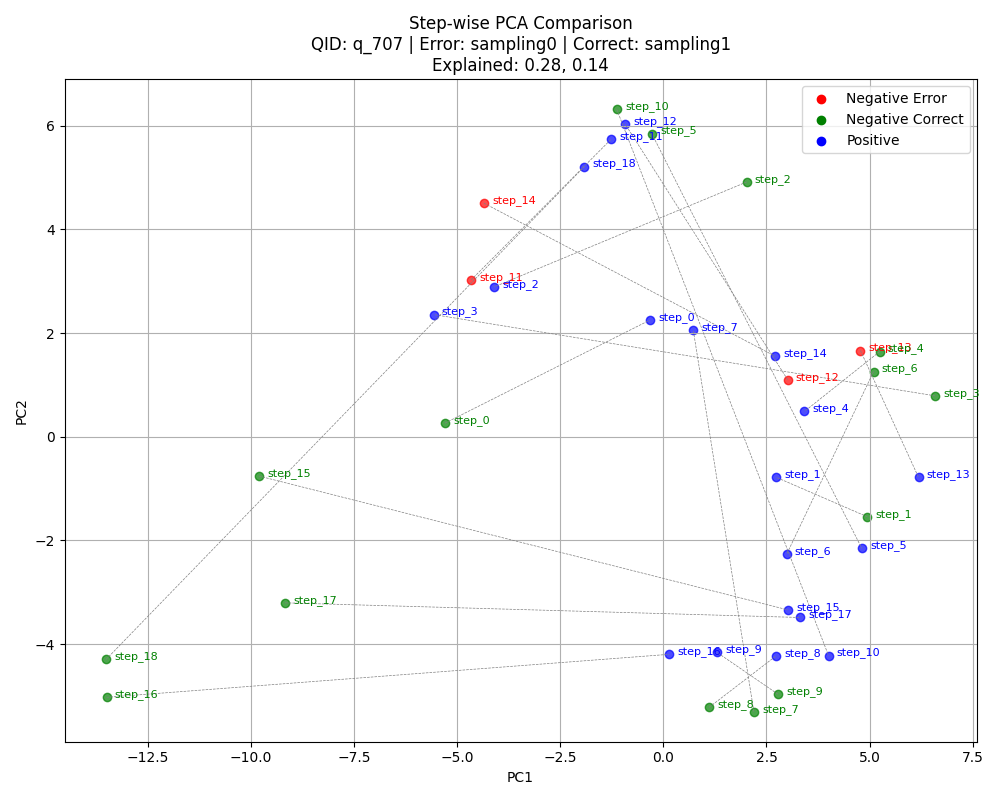 Step-wise PCA Comparison
QID: q_707 | Error: sampling0 | Correct: sampling1
Explained: 0.28, 0.14
Negative Error
Negative Correct
Positive
step_10
step_12
step_5
step_11
step_18
step_2
step_14
step_11
step_2
step_3
step_0
step_7
step_13
step_4
step_14
step_6
step_12
step_3
step_4
step_0
step_15
step_1
step_13
step_1
step_5
step_6
step_15
step_17
step_17
step_18
step_16
step_9
step_8
step_10
step_16
step_9
step_8
step_7
6
4
2
0
−2
−4
PC2
−12.5
−10.0
−7.5
−5.0
−2.5
0.0
2.5
5.0
7.5
PC1